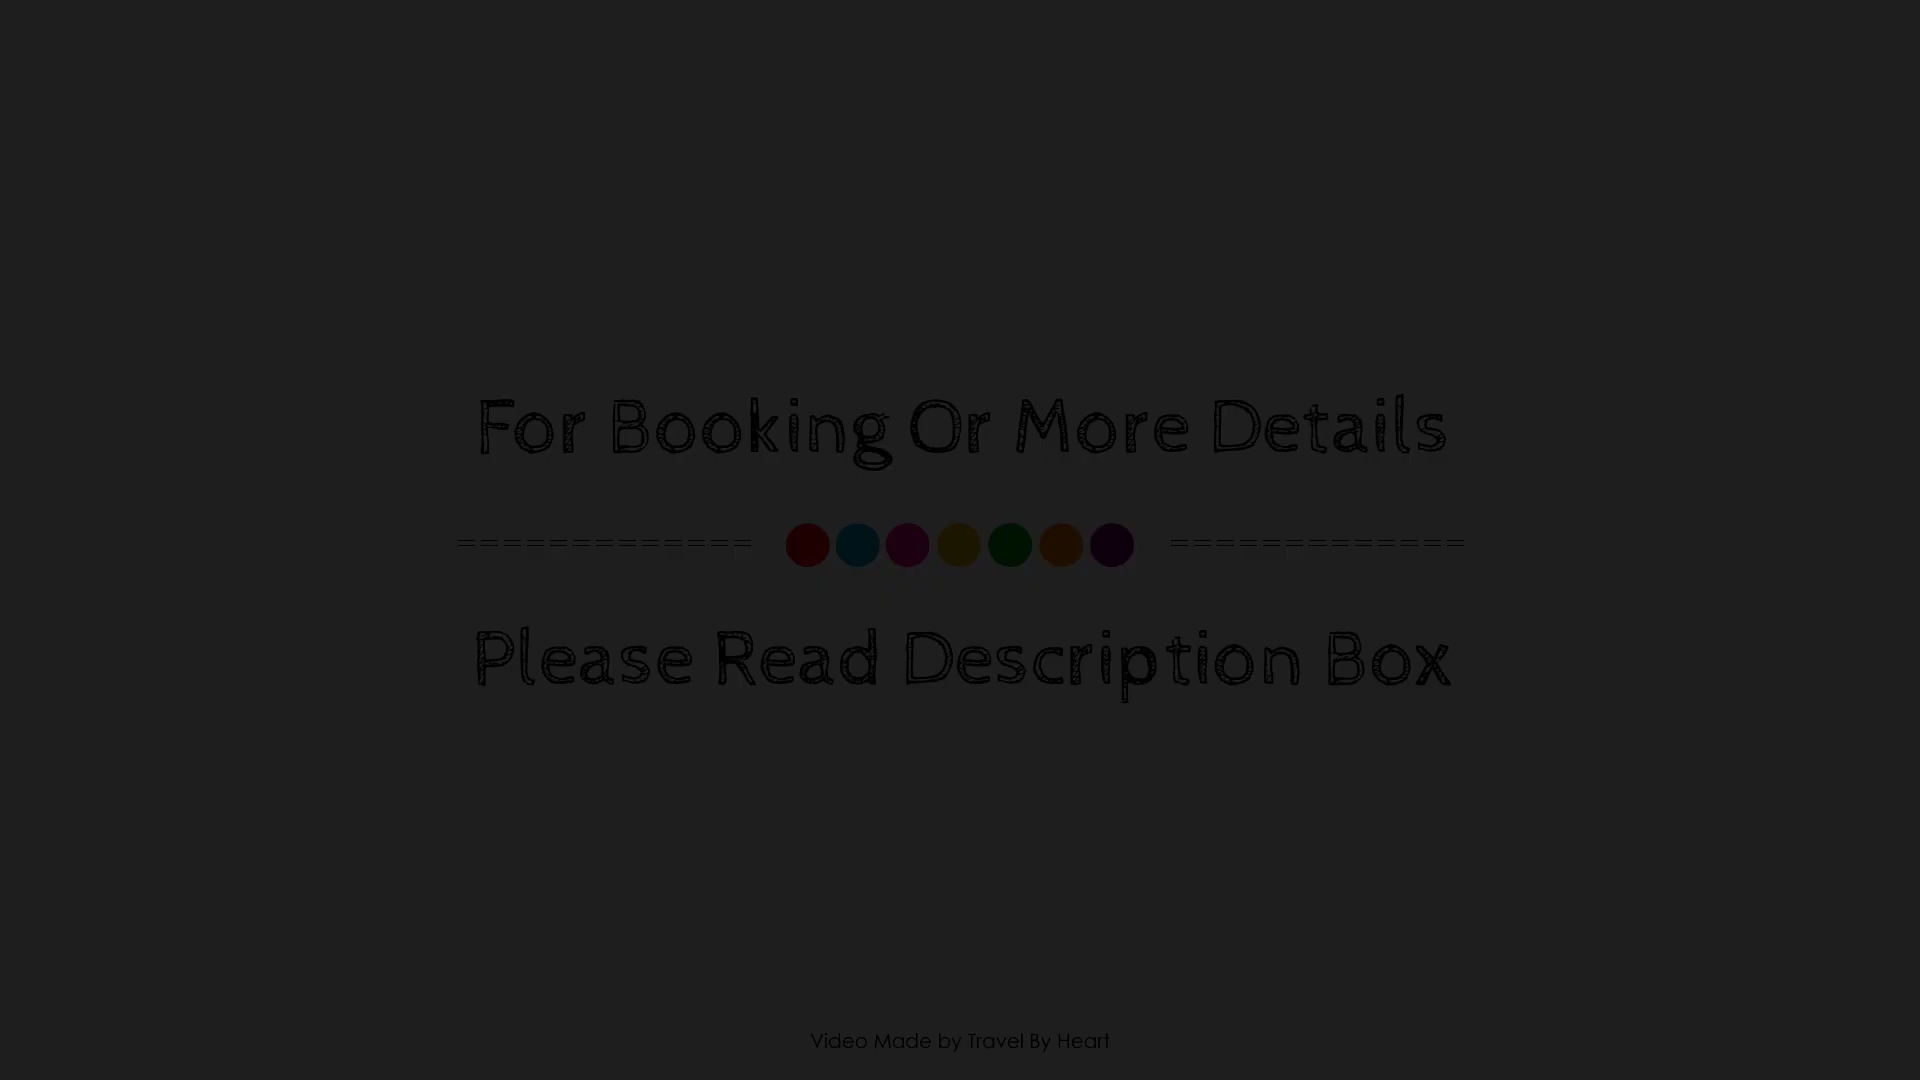 For Booking Or More Details
============= =============
Please Read Description Box
Video Made by Travel By Heart